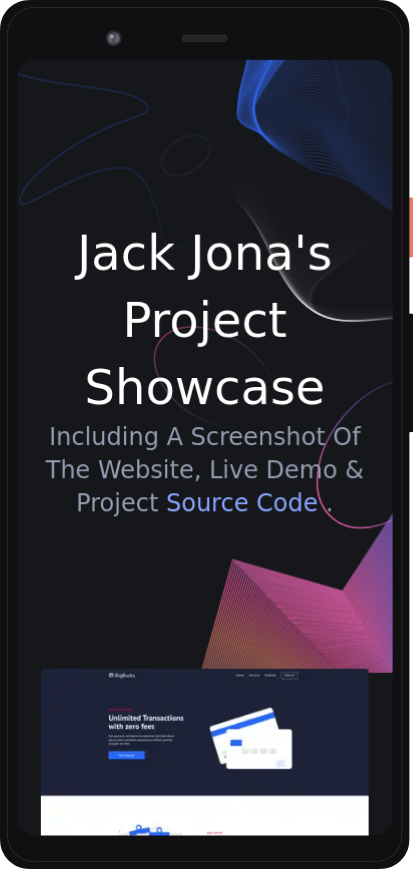 Jack Jona's
Project
Showcase
Including A Screenshot Of
The Website, Live Demo &
Project Source Code .
BigBucks
Unlimited Transactions
with zero fees